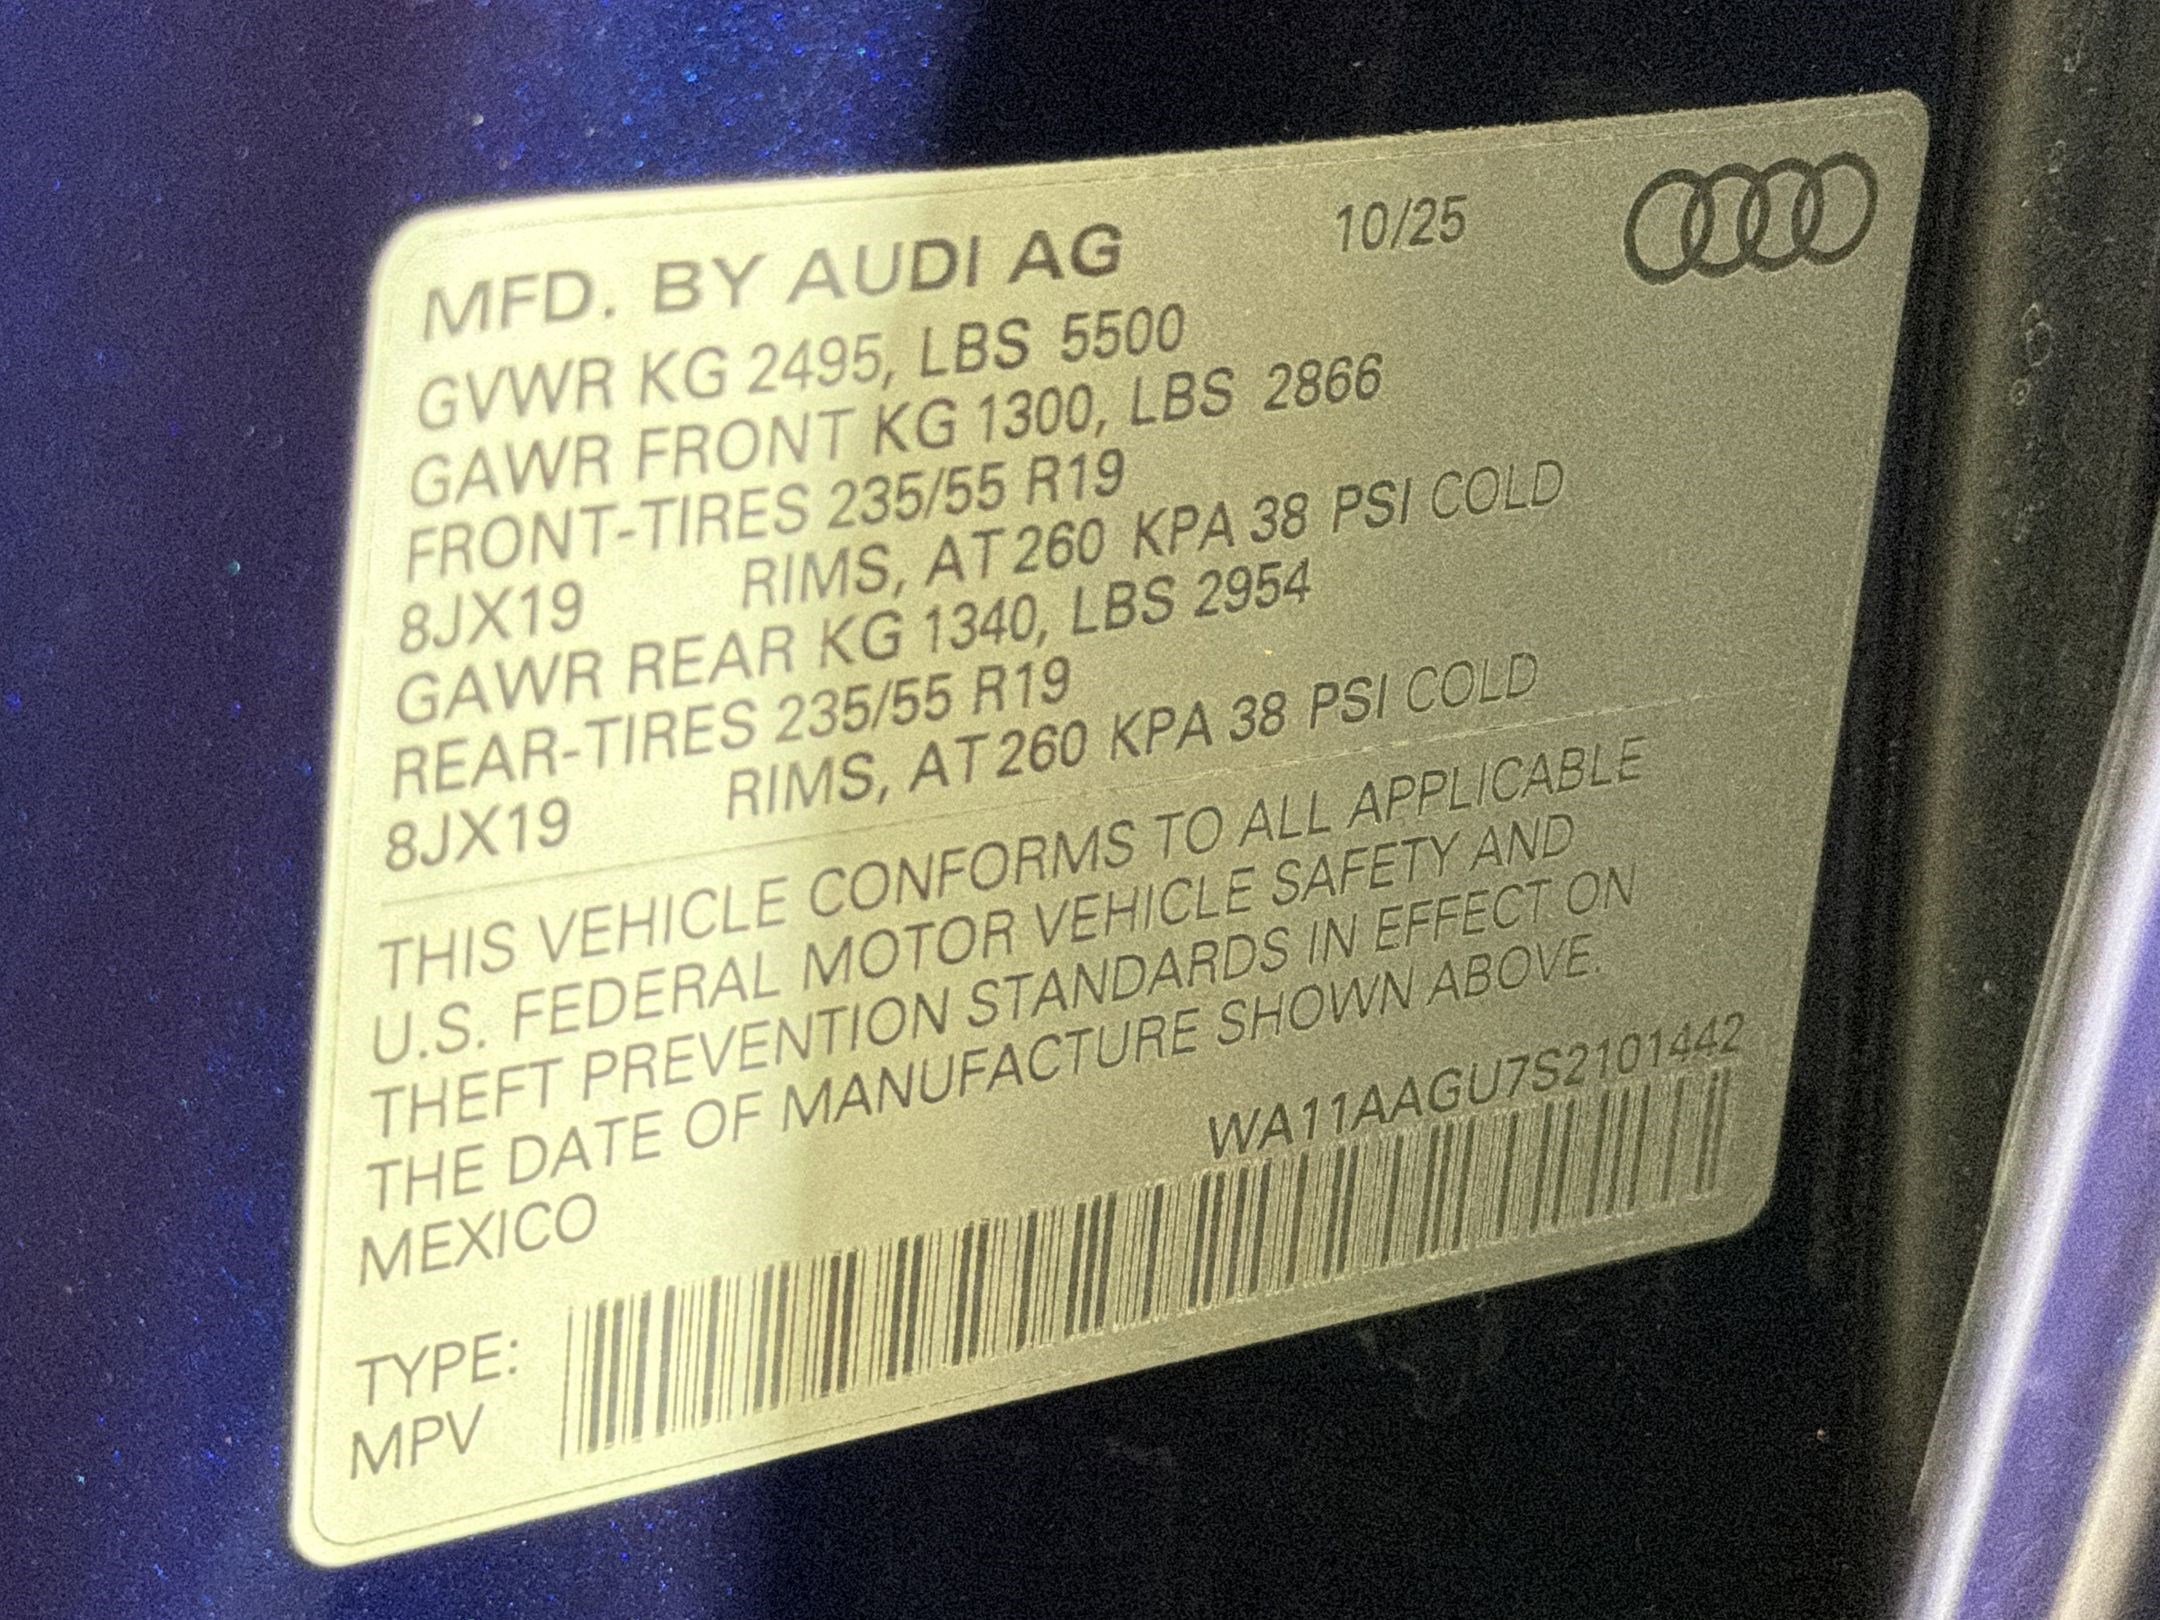 MFD. BY AUDI AG 10/25
GVWR KG 2495, LBS 5500
GAWR FRONT KG 1300, LBS 2866
FRONT-TIRES 235/55 R19
8JX19 RIMS, AT 260 KPA 38 PSI COLD
GAWR REAR KG 1340, LBS 2954
REAR-TIRES 235/55 R19
8JX19 RIMS, AT 260 KPA 38 PSI COLD
THIS VEHICLE CONFORMS TO ALL APPLICABLE
U.S. FEDERAL MOTOR VEHICLE SAFETY AND
THEFT PREVENTION STANDARDS IN EFFECT ON
THE DATE OF MANUFACTURE SHOWN ABOVE.
MEXICO
WA11AAGU7S2101442
TYPE:
MPV